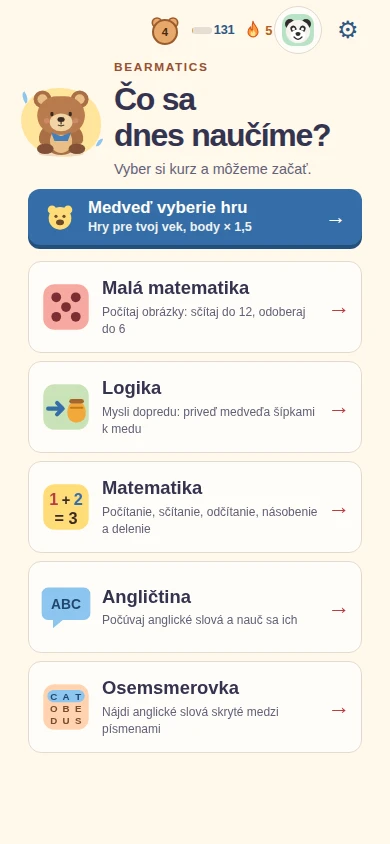 4
131
5
BEARMATICS
Čo sa
dnes naučíme?
Vyber si kurz a môžeme začať.
Medveď vyberie hru
Hry pre tvoj vek, body × 1,5
→
Malá matematika
Počítaj obrázky: sčítaj do 12, odoberaj
do 6
→
Logika
Mysli dopredu: priveď medveďa šípkami
k medu
→
1 + 2
= 3
Matematika
Počítanie, sčítanie, odčítanie, násobenie
a delenie
→
ABC
Angličtina
Počúvaj anglické slová a nauč sa ich
→
C A T
O B E
D U S
Osemsmerovka
Nájdi anglické slová skryté medzi
písmenami
→